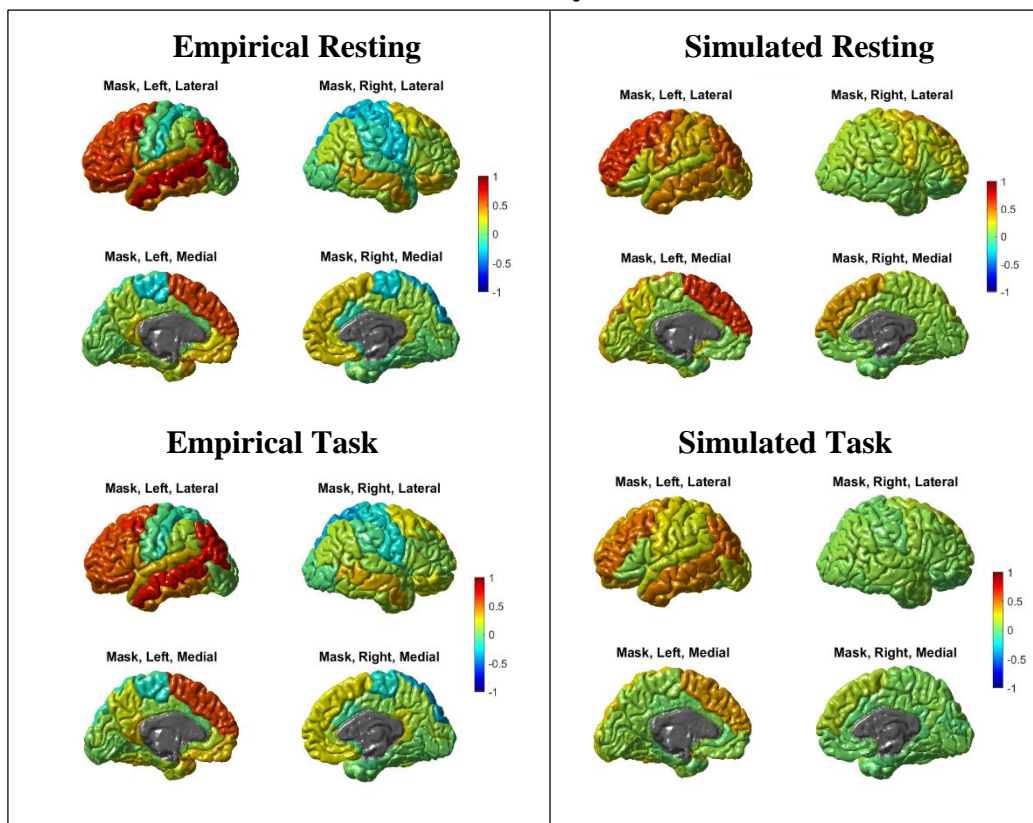 Empirical Resting
Mask, Left, Lateral
Mask, Right, Lateral
1
0.5
0
-0.5
-1
Mask, Left, Medial
Mask, Right, Medial
Simulated Resting
Mask, Left, Lateral
Mask, Right, Lateral
1
0.5
0
-0.5
-1
Mask, Left, Medial
Mask, Right, Medial
Empirical Task
Mask, Left, Lateral
Mask, Right, Lateral
1
0.5
0
-0.5
-1
Mask, Left, Medial
Mask, Right, Medial
Simulated Task
Mask, Left, Lateral
Mask, Right, Lateral
1
0.5
0
-0.5
-1
Mask, Left, Medial
Mask, Right, Medial